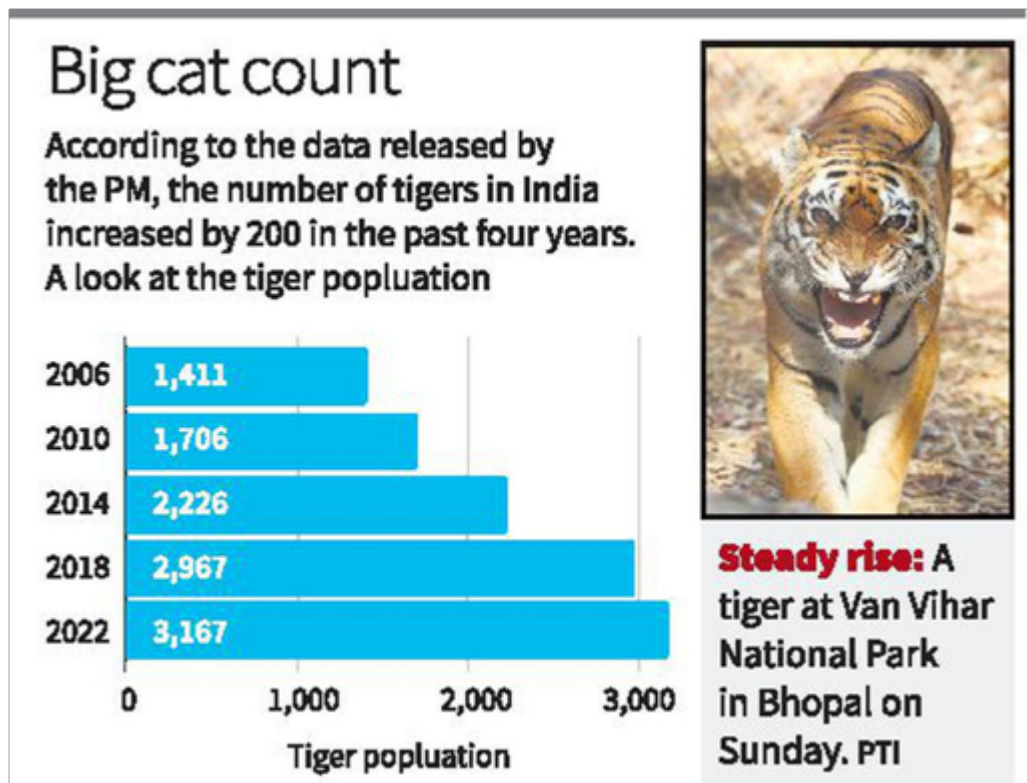 Big cat count
According to the data released by
the PM, the number of tigers in India
increased by 200 in the past four years.
A look at the tiger popluation
2006 1,411
2010 1,706
2014 2,226
2018 2,967
2022 3,167
0 1,000 2,000 3,000
Tiger popluation
Steady rise: A
tiger at Van Vihar
National Park
in Bhopal on
Sunday. PTI